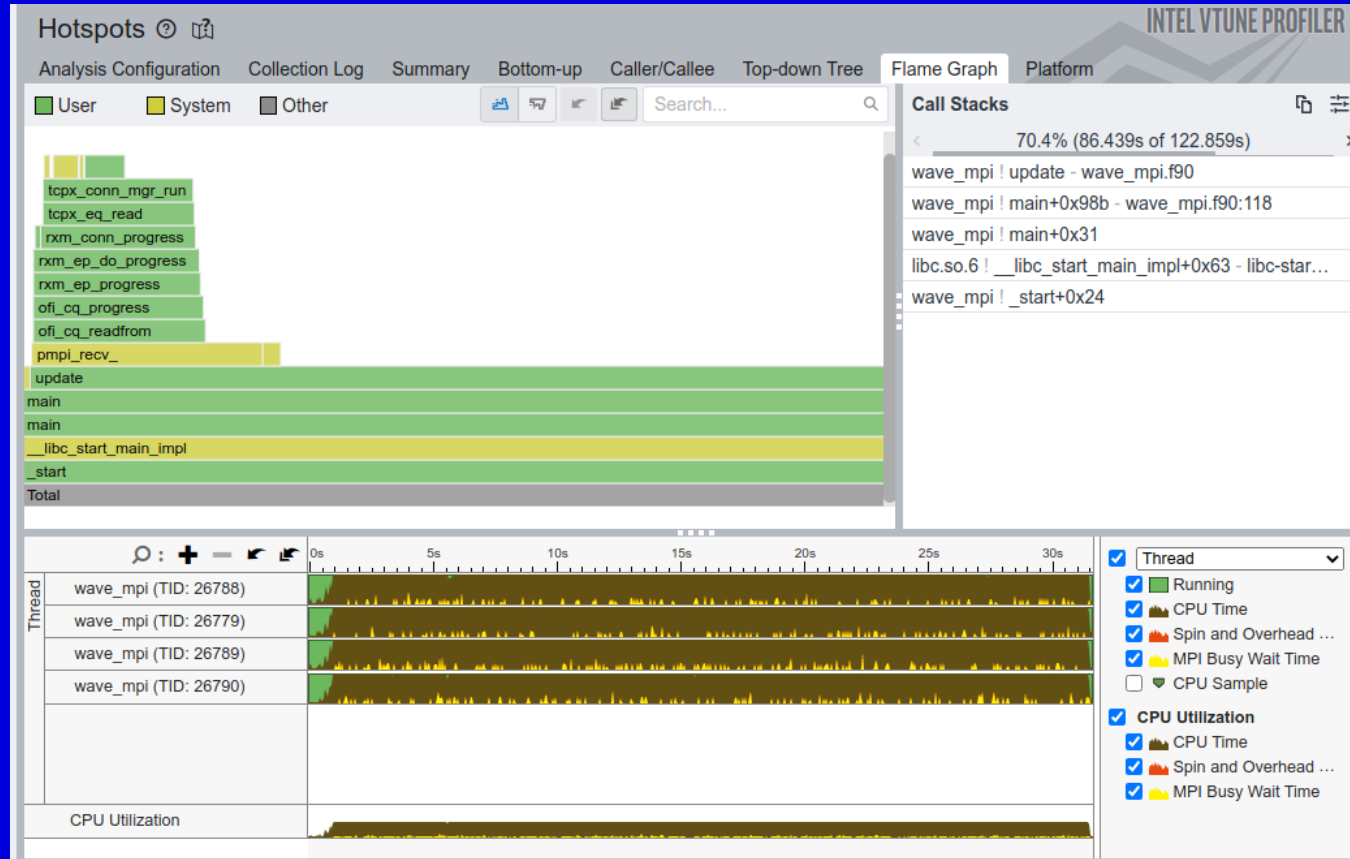 Hotspots
INTEL VTUNE PROFILER
Analysis Configuration Collection Log Summary Bottom-up Caller/Callee Top-down Tree Flame Graph Platform
User System Other Search...
tcpx_conn_mgr_run
tcpx_eq_read
rxm_conn_progress
rxm_ep_do_progress
rxm_ep_progress
ofi_cq_progress
ofi_cq_readfrom
pmpi_recv_
update
main
main
__libc_start_main_impl
_start
Total
Call Stacks
70.4% (86.439s of 122.859s)
wave_mpi ! update - wave_mpi.f90
wave_mpi ! main+0x98b - wave_mpi.f90:118
wave_mpi ! main+0x31
libc.so.6 ! __libc_start_main_impl+0x63 - libc-star...
wave_mpi ! _start+0x24
0s 5s 10s 15s 20s 25s 30s
Thread
wave_mpi (TID: 26788)
wave_mpi (TID: 26779)
wave_mpi (TID: 26789)
wave_mpi (TID: 26790)
CPU Utilization
Thread
Running
CPU Time
Spin and Overhead ...
MPI Busy Wait Time
CPU Sample
CPU Utilization
CPU Time
Spin and Overhead ...
MPI Busy Wait Time